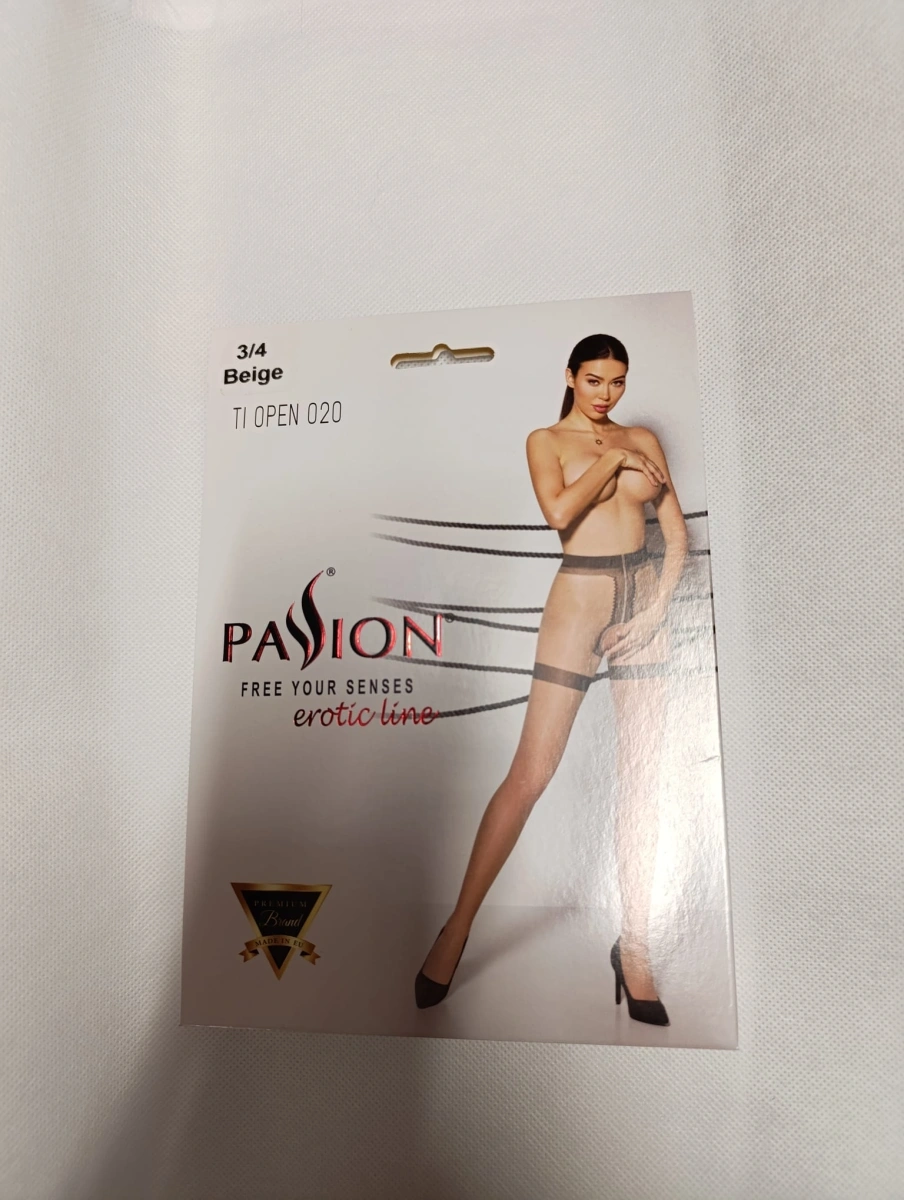 3/4
Beige
TI OPEN 020
PASSION®
FREE YOUR SENSES
erotic line
PREMIUM
Brand
MADE IN EU